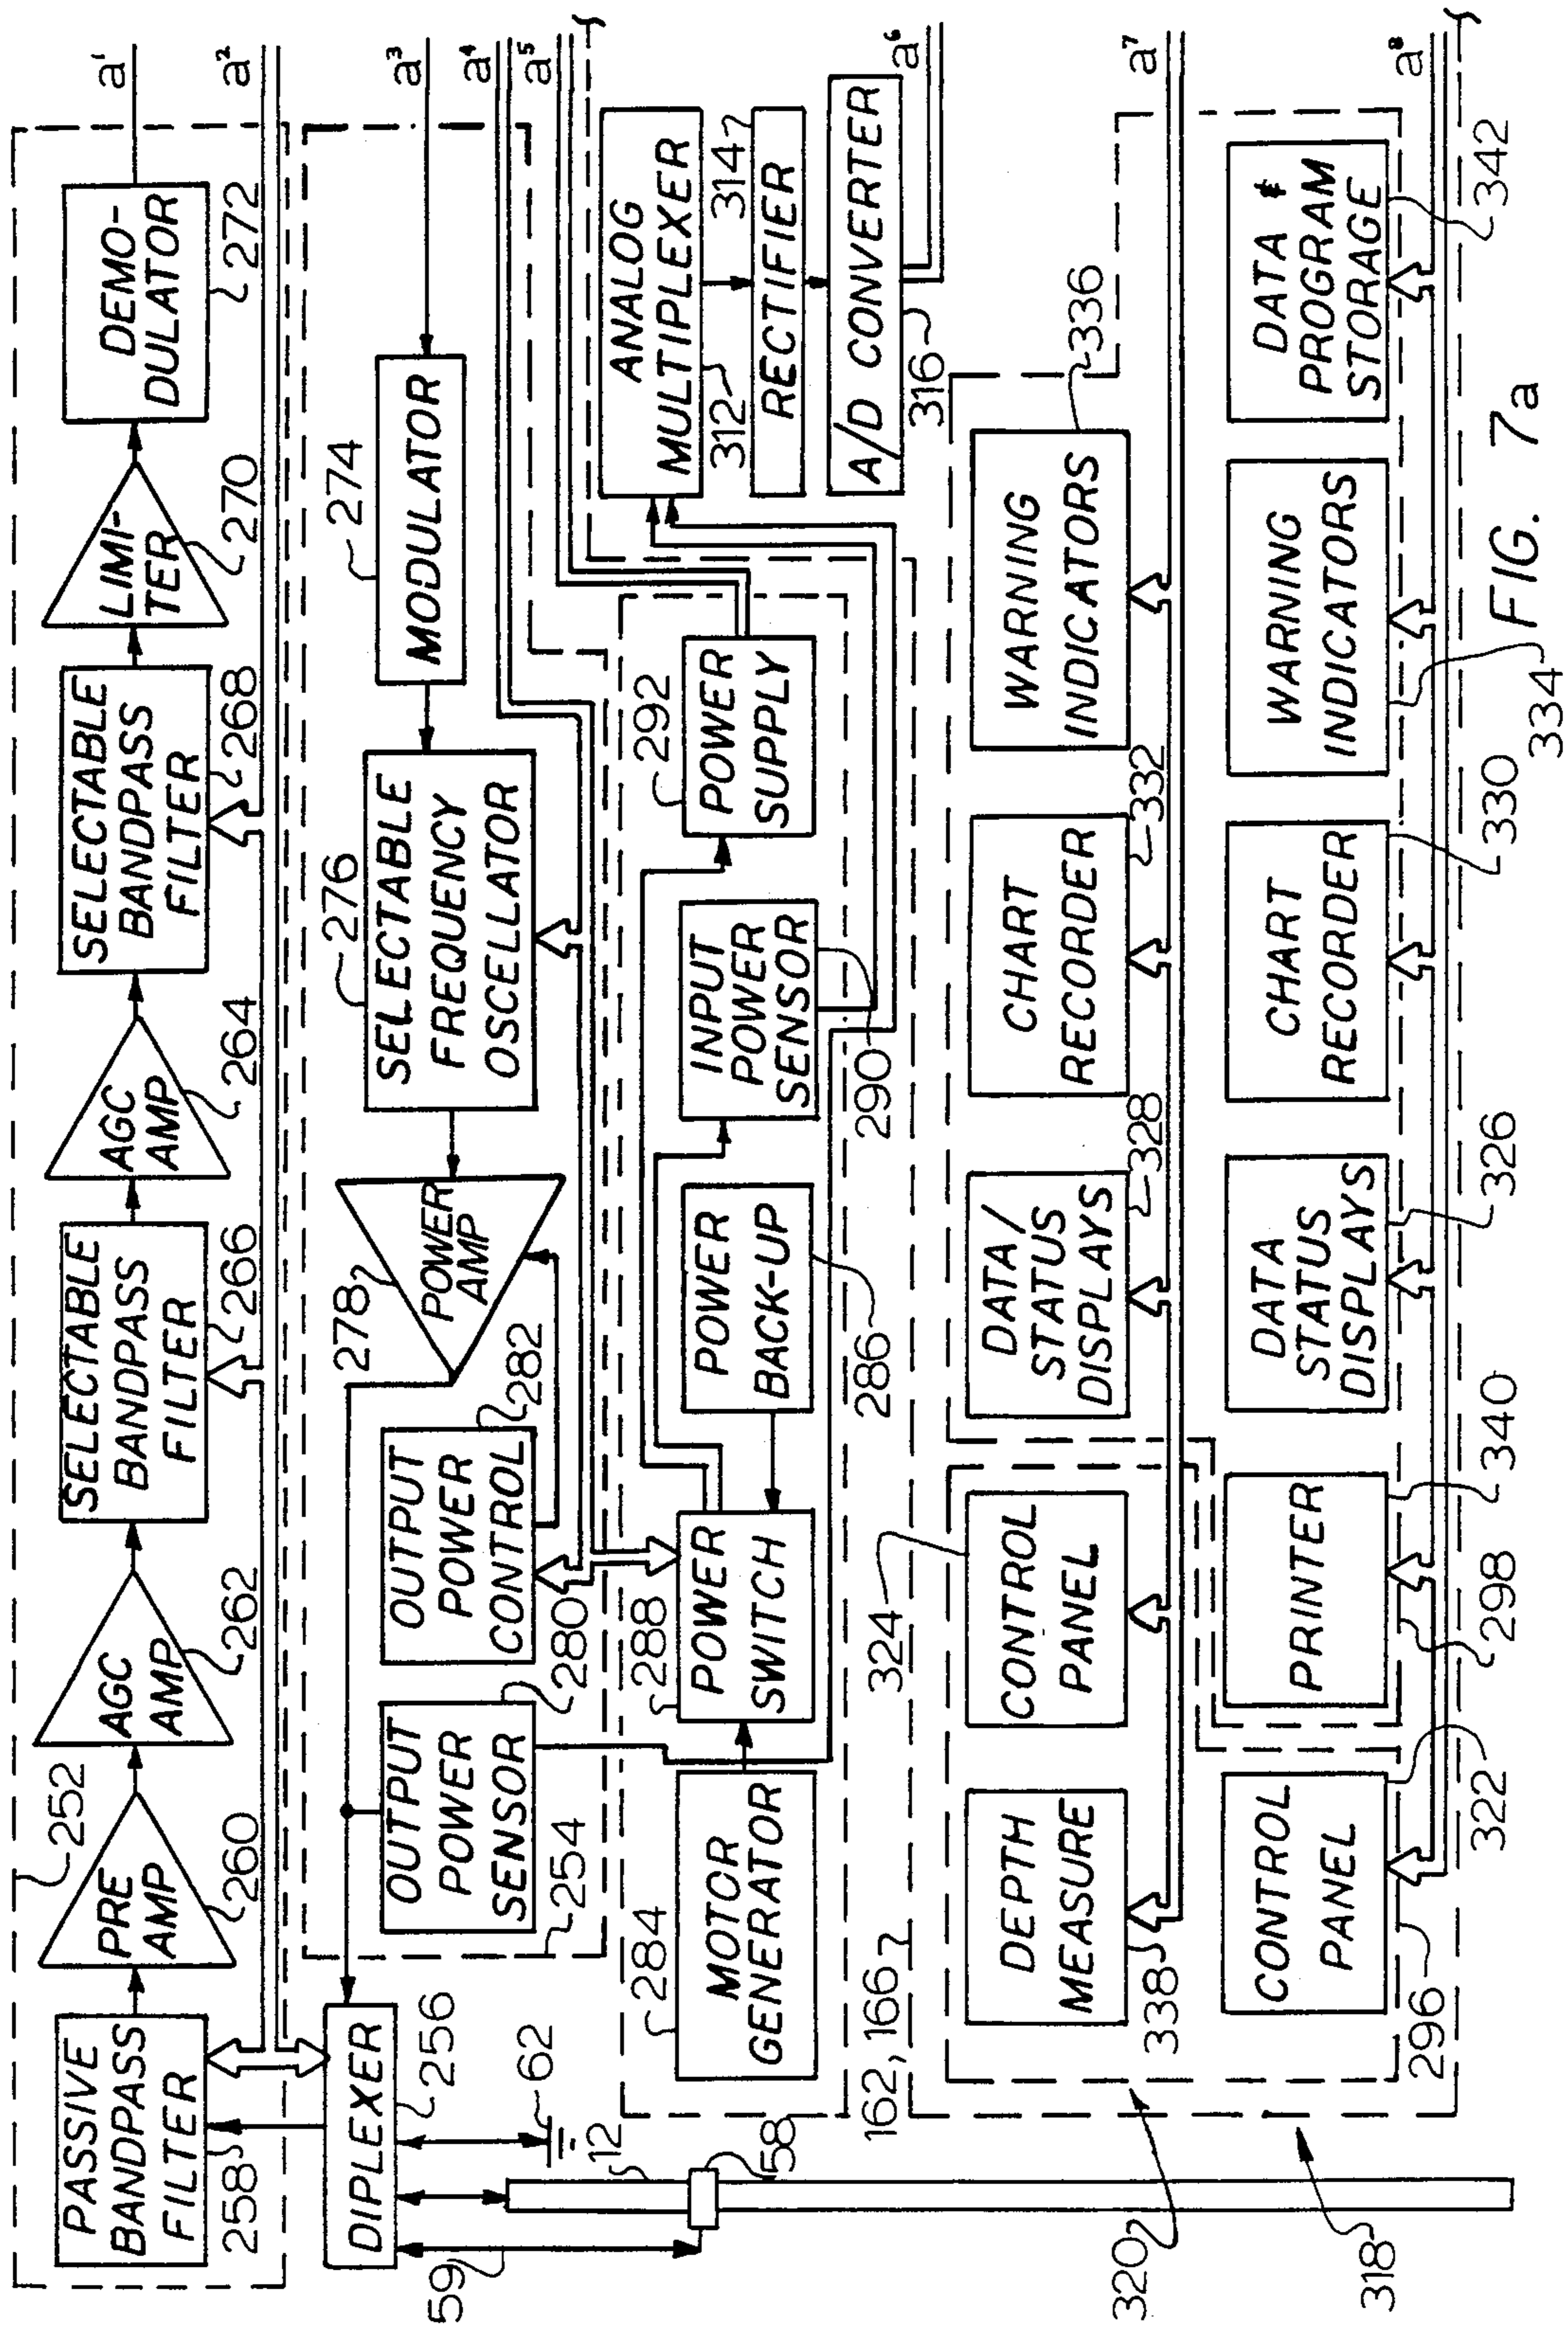 252
PASSIVE
BANDPASS
FILTER
258
PRE
AMP
260
AGC
AMP
262
SELECTABLE
BANDPASS
FILTER
266
AGC
AMP
264
SELECTABLE
BANDPASS
FILTER
268
LIMI-
TER
270
DEMO-
DULATOR
272
a¹
a²
DIPLEXER
256
62
59
12
58
OUTPUT
POWER
SENSOR
280
254
OUTPUT
POWER
CONTROL
282
278
POWER
AMP
276
SELECTABLE
FREQUENCY
OSCELLATOR
274
MODULATOR
a³
a⁴
a⁵
284
MOTOR
GENERATOR
288
POWER
SWITCH
POWER
BACK-UP
286
INPUT
POWER
SENSOR
290
292
POWER
SUPPLY
ANALOG
MULTIPLEXER
312
314
RECTIFIER
A/D CONVERTER
316
a⁶
162, 166
324
DEPTH
MEASURE
338
CONTROL
PANEL
DATA/
STATUS
DISPLAYS
328
CHART
RECORDER
332
WARNING
INDICATORS
336
a⁷
320
318
CONTROL
PANEL
296
322
PRINTER
298
340
DATA
STATUS
DISPLAYS
326
CHART
RECORDER
330
WARNING
INDICATORS
334
DATA &
PROGRAM
STORAGE
342
a⁸
FIG. 7a